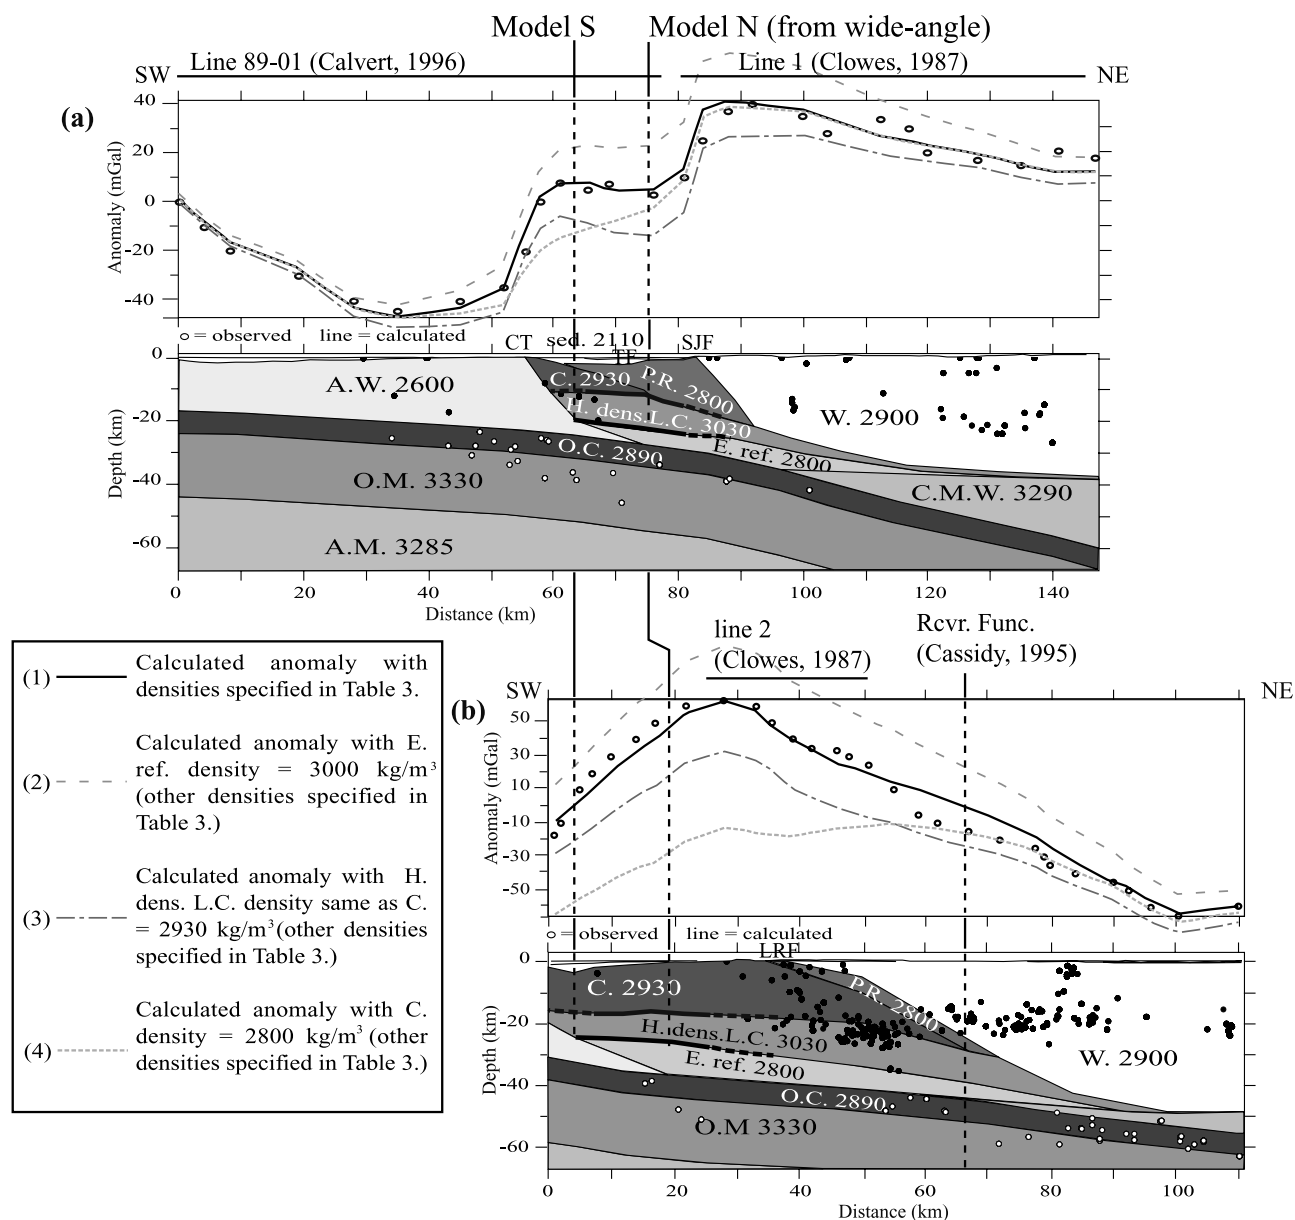 Model S
Model N (from wide-angle)
Line 89-01 (Calvert, 1996)
Line 1 (Clowes, 1987)
SW
NE
(a)
40
20
0
-20
-40
Anomaly (mGal)
o = observed line = calculated
CT
sed. 2110
TF
SJF
0
-20
-40
-60
Depth (km)
A.W. 2600
C. 2930
P.R. 2800
H. dens.L.C. 3030
W. 2900
E. ref. 2800
O.C. 2890
O.M. 3330
C.M.W. 3290
A.M. 3285
0 20 40 60 80 100 120 140
Distance (km)
(1) Calculated anomaly with
densities specified in Table 3.
(2) Calculated anomaly with E.
ref. density = 3000 kg/m³
(other densities specified in
Table 3.)
(3) Calculated anomaly with H.
dens. L.C. density same as C.
= 2930 kg/m³(other densities
specified in Table 3.)
(4) Calculated anomaly with C.
density = 2800 kg/m³ (other
densities specified in Table 3.)
line 2
(Clowes, 1987)
Rcvr. Func.
(Cassidy, 1995)
SW
NE
(b)
50
30
10
-10
-30
-50
Anomaly (mGal)
o = observed line = calculated
LRF
0
-20
-40
-60
Depth (km)
C. 2930
P.R. 2800
H. dens.L.C. 3030
W. 2900
E. ref. 2800
O.C. 2890
O.M 3330
0 20 40 60 80 100
Distance (km)